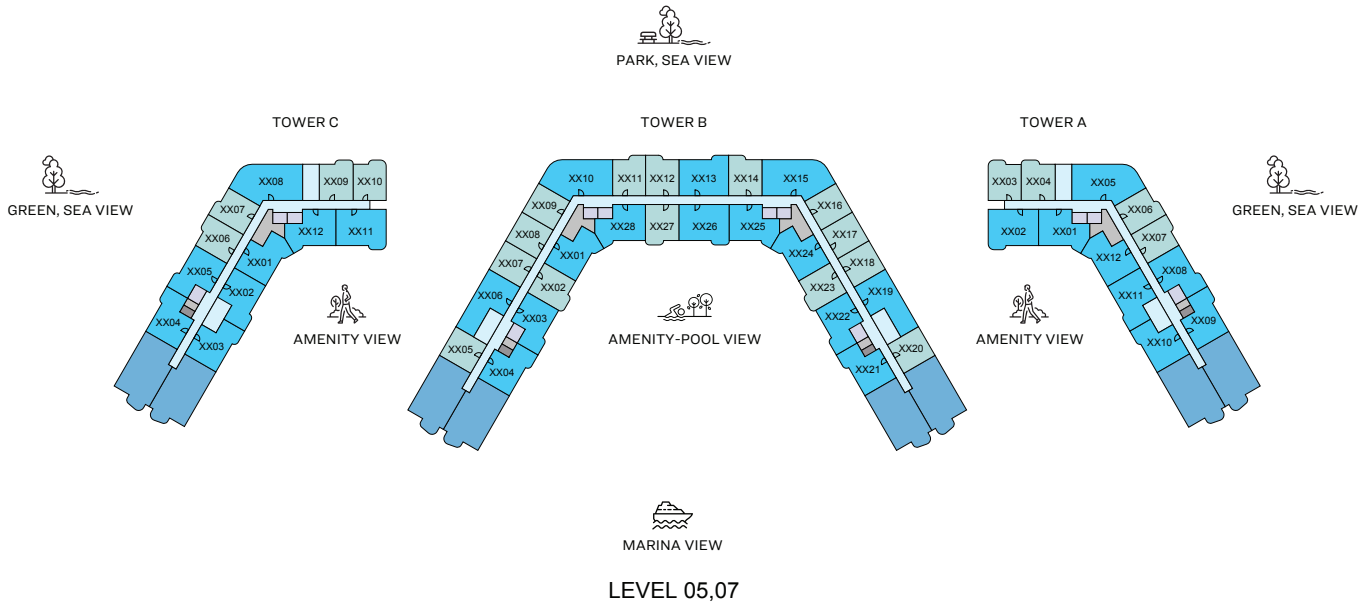 PARK, SEA VIEW
TOWER C
TOWER B
TOWER A
GREEN, SEA VIEW
GREEN, SEA VIEW
XX08
XX09
XX10
XX07
XX06
XX05
XX04
XX03
XX02
XX01
XX12
XX11
XX10
XX11
XX12
XX13
XX14
XX15
XX09
XX08
XX07
XX06
XX05
XX04
XX03
XX02
XX01
XX28
XX27
XX26
XX25
XX24
XX23
XX22
XX21
XX16
XX17
XX18
XX19
XX20
XX03
XX04
XX05
XX06
XX07
XX08
XX09
XX02
XX01
XX12
XX11
XX10
AMENITY VIEW
AMENITY-POOL VIEW
AMENITY VIEW
MARINA VIEW
LEVEL 05,07